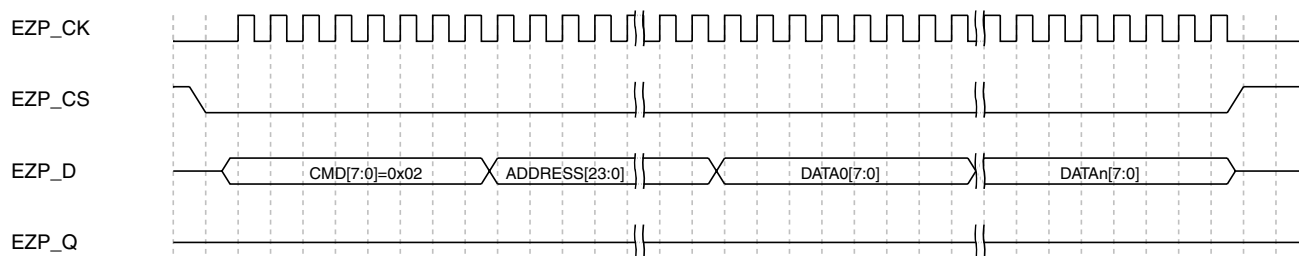 EZP_CK
EZP_CS
EZP_D CMD[7:0]=0x02 ADDRESS[23:0] DATA0[7:0] DATAn[7:0]
EZP_Q